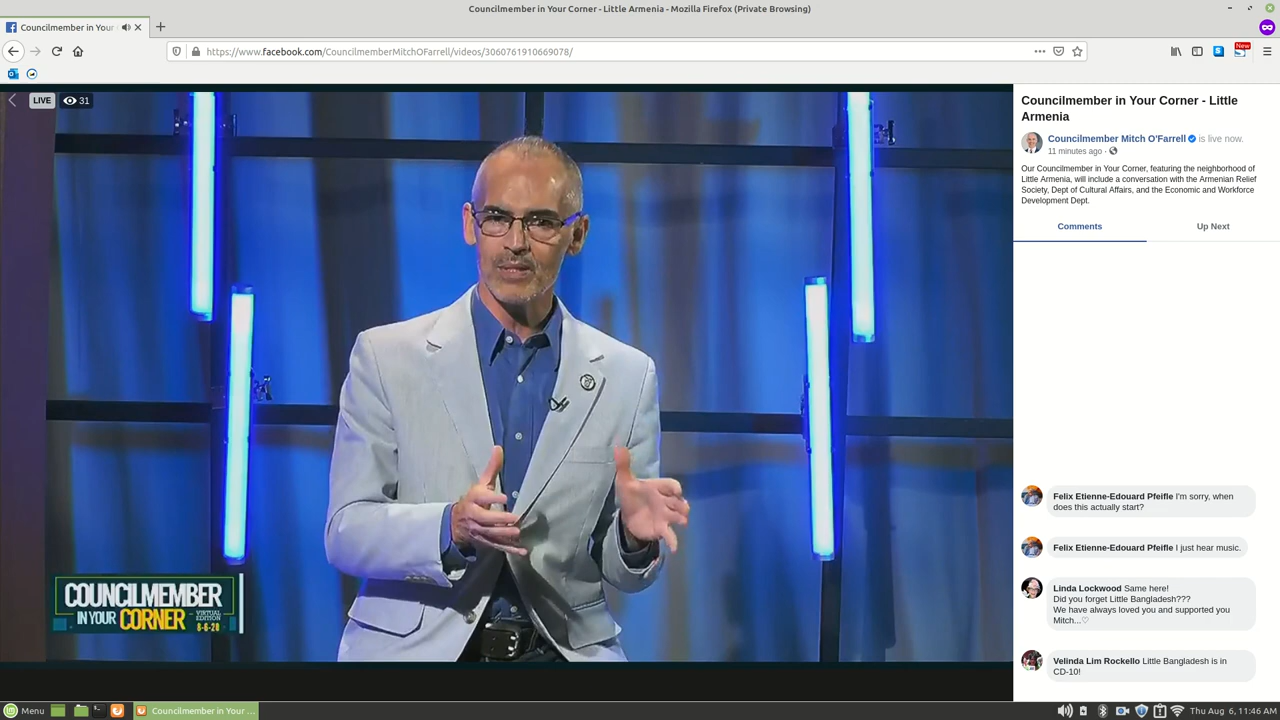 Councilmember in Your Corner - Little Armenia - Mozilla Firefox (Private Browsing)
Councilmember in Your
https://www.facebook.com/CouncilmemberMitchOFarrell/videos/3060761910669078/
New
LIVE 31
COUNCILMEMBER
IN YOUR CORNER VIRTUAL
EDITION
8-6-20
Councilmember in Your Corner - Little
Armenia
Councilmember Mitch O'Farrell is live now.
11 minutes ago ·
Our Councilmember in Your Corner, featuring the neighborhood of
Little Armenia, will include a conversation with the Armenian Relief
Society, Dept of Cultural Affairs, and the Economic and Workforce
Development Dept.
Comments Up Next
Felix Etienne-Edouard Pfeifle I'm sorry, when
does this actually start?
Felix Etienne-Edouard Pfeifle I just hear music.
Linda Lockwood Same here!
Did you forget Little Bangladesh???
We have always loved you and supported you
Mitch...♡
Velinda Lim Rockello Little Bangladesh is in
CD-10!
Menu Councilmember in Your ... Thu Aug 6, 11:46 AM